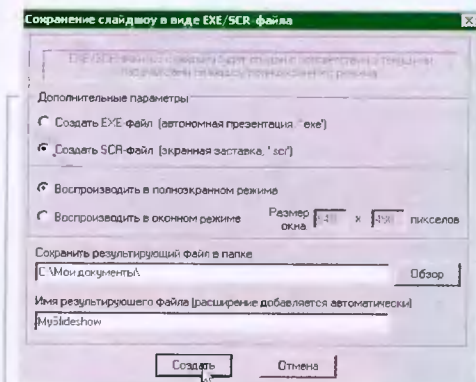 Сохранение слайдшоу в виде EXE/SCR-файла
Дополнительные параметры
Создать EXE-файл (автономная презентация, *.exe)
Создать SCR-файл (экранная заставка, *.scr)
Воспроизводить в полноэкранном режиме
Воспроизводить в оконном режиме Размер окна x пикселов
Сохранить результирующий файл в папке
C:\Мои документы\ Обзор
Имя результирующего файла (расширение добавляется автоматически)
MySlideshow
Создать Отмена